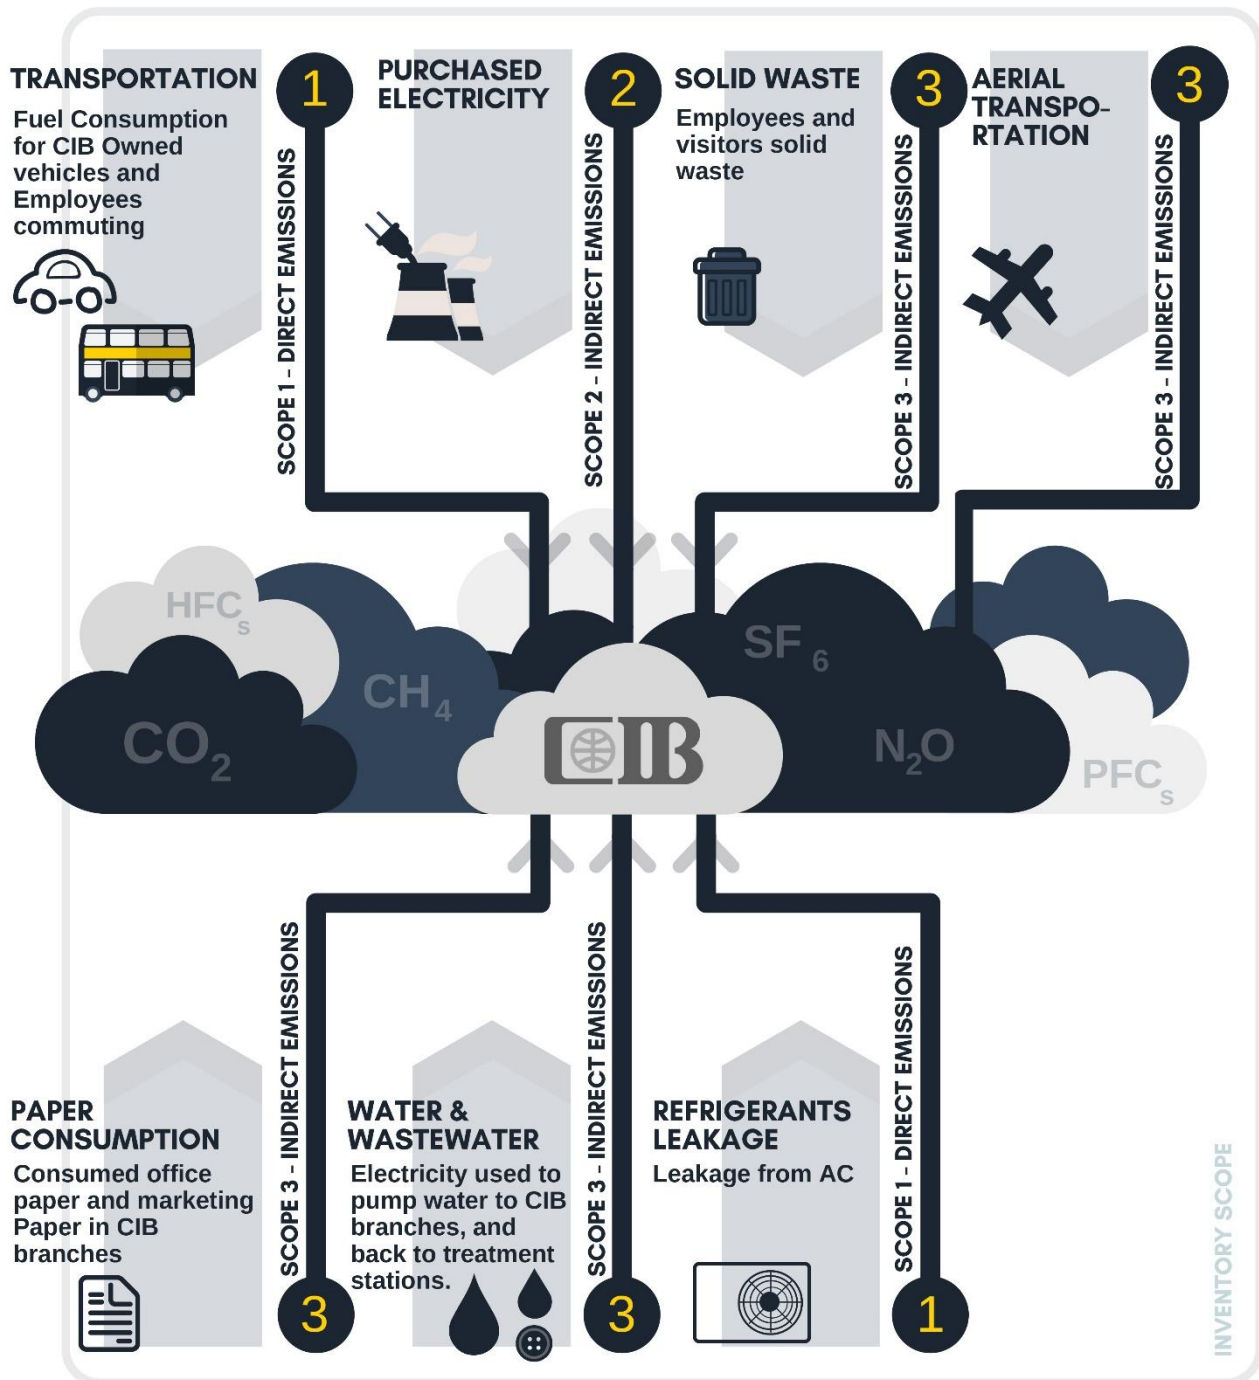 TRANSPORTATION
Fuel Consumption
for CIB Owned
vehicles and
Employees
commuting
1
SCOPE 1 - DIRECT EMISSIONS
PURCHASED
ELECTRICITY
2
SCOPE 2 - INDIRECT EMISSIONS
SOLID WASTE
Employees and
visitors solid
waste
3
SCOPE 3 - INDIRECT EMISSIONS
AERIAL
TRANSPO-
RTATION
3
SCOPE 3 - INDIRECT EMISSIONS
HFCs
CH4
CO2
CIB
SF6
N2O
PFCs
PAPER
CONSUMPTION
Consumed office
paper and marketing
Paper in CIB
branches
SCOPE 3 - INDIRECT EMISSIONS
3
WATER &
WASTEWATER
Electricity used to
pump water to CIB
branches, and
back to treatment
stations.
SCOPE 3 - INDIRECT EMISSIONS
3
REFRIGERANTS
LEAKAGE
Leakage from AC
SCOPE 1 - DIRECT EMISSIONS
1
INVENTORY SCOPE